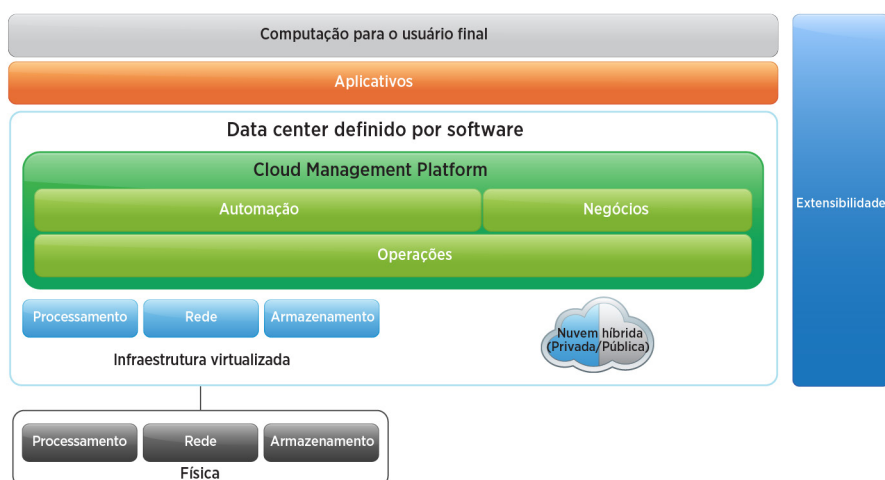 Computação para o usuário final
Aplicativos
Data center definido por software
Cloud Management Platform
Automação
Negócios
Operações
Processamento
Rede
Armazenamento
Infraestrutura virtualizada
Nuvem híbrida
(Privada/Pública)
Extensibilidade
Processamento
Rede
Armazenamento
Física